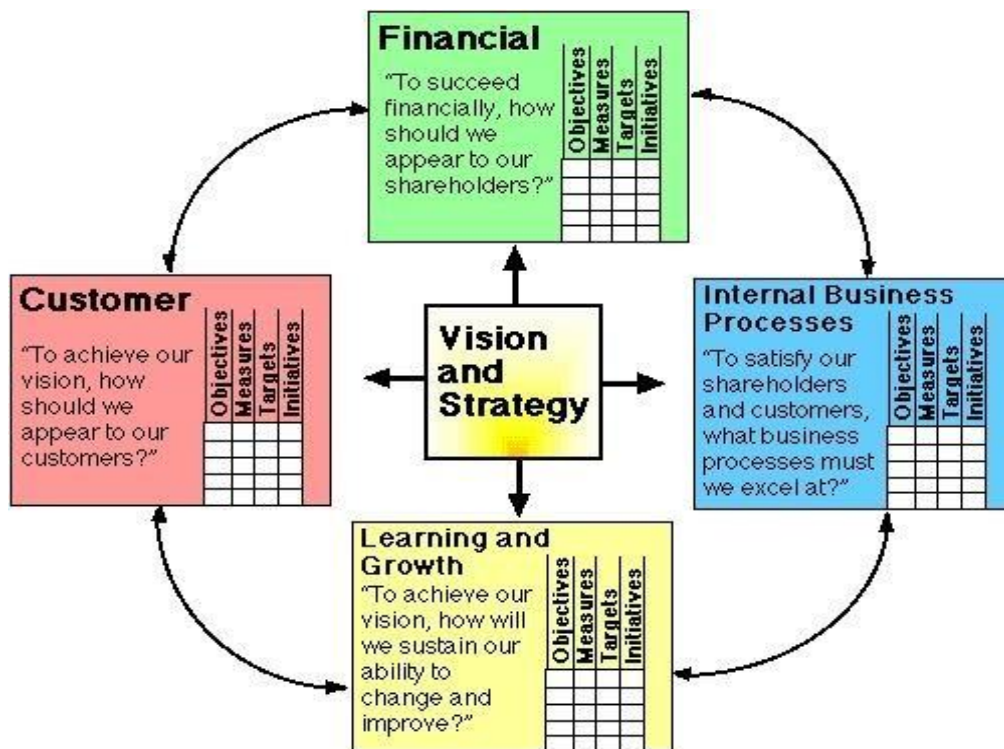 Financial
“To succeed
financially, how
should we
appear to our
shareholders?”
Objectives
Measures
Targets
Initiatives
Customer
“To achieve our
vision, how
should we
appear to our
customers?”
Objectives
Measures
Targets
Initiatives
Vision
and
Strategy
Internal Business
Processes
“To satisfy our
shareholders
and customers,
what business
processes must
we excel at?”
Objectives
Measures
Targets
Initiatives
Learning and
Growth
“To achieve our
vision, how will
we sustain our
ability to
change and
improve?”
Objectives
Measures
Targets
Initiatives